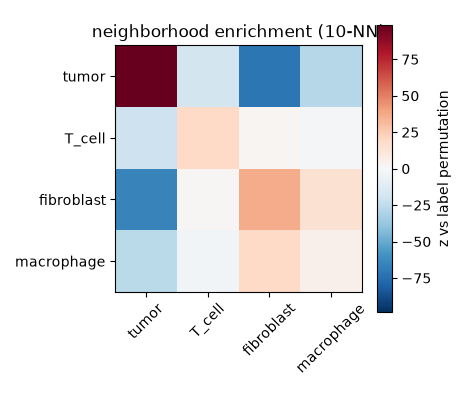 neighborhood enrichment (10-NN)
tumor
T_cell
fibroblast
macrophage
tumor
T_cell
fibroblast
macrophage
75
50
25
0
−25
−50
−75
z vs label permutation